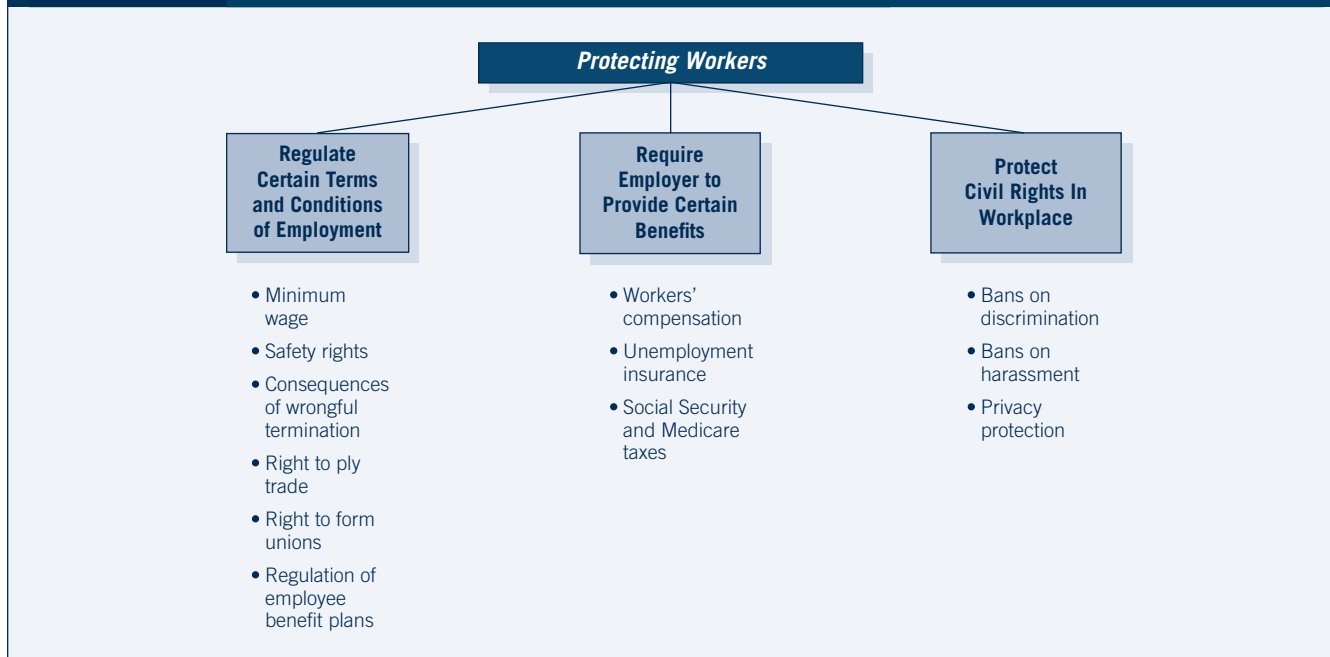 Protecting Workers
Regulate
Certain Terms
and Conditions
of Employment
• Minimum
wage
• Safety rights
• Consequences
of wrongful
termination
• Right to ply
trade
• Right to form
unions
• Regulation of
employee
benefit plans
Require
Employer to
Provide Certain
Benefits
• Workers'
compensation
• Unemployment
insurance
• Social Security
and Medicare
taxes
Protect
Civil Rights In
Workplace
• Bans on
discrimination
• Bans on
harassment
• Privacy
protection